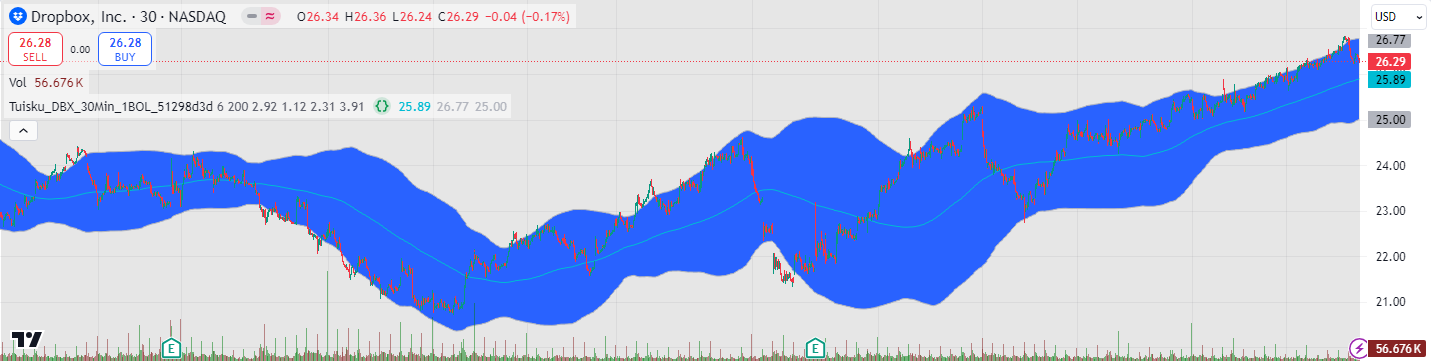 Dropbox, Inc. · 30 · NASDAQ O26.34 H26.36 L26.24 C26.29 −0.04 (−0.17%)
USD
26.28 0.00 26.28
SELL BUY
Vol 56.676 K
Tuisku_DBX_30Min_1BOL_51298d3d 6 200 2.92 1.12 2.31 3.91 {} 25.89 26.77 25.00
26.77
26.29
25.89
25.00
24.00
23.00
22.00
21.00
E E
56.676 K